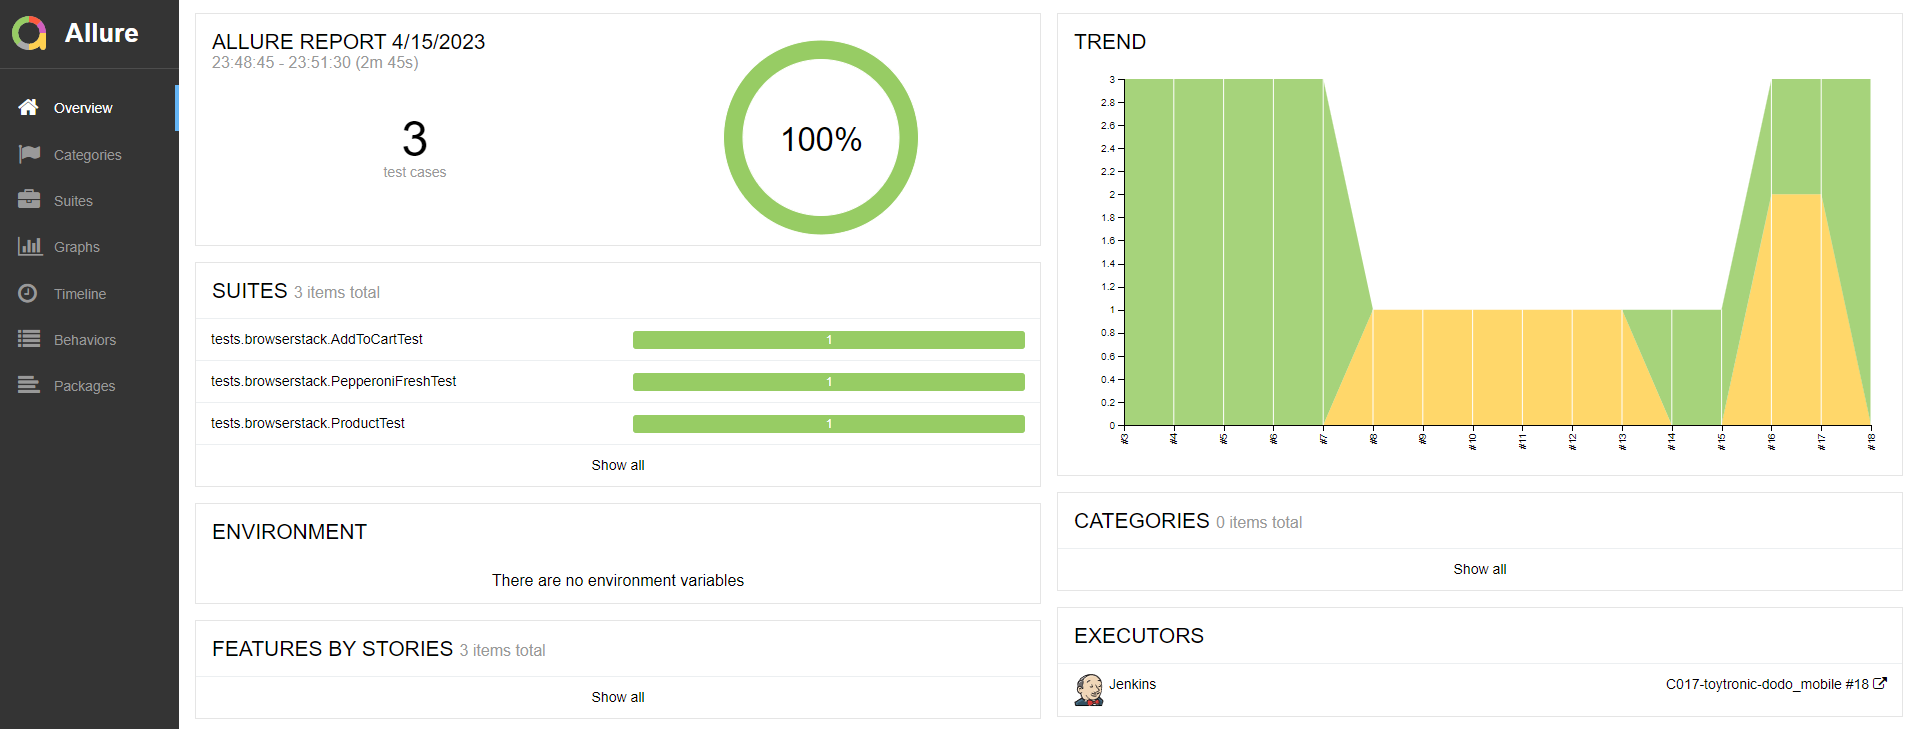 Allure
Overview
Categories
Suites
Graphs
Timeline
Behaviors
Packages
ALLURE REPORT 4/15/2023
23:48:45 - 23:51:30 (2m 45s)
3
test cases
100%
SUITES 3 items total
tests.browserstack.AddToCartTest 1
tests.browserstack.PepperoniFreshTest 1
tests.browserstack.ProductTest 1
Show all
ENVIRONMENT
There are no environment variables
FEATURES BY STORIES 3 items total
Show all
TREND
3
2.8
2.6
2.4
2.2
2
1.8
1.6
1.4
1.2
1
0.8
0.6
0.4
0.2
0
#3 #4 #5 #6 #7 #8 #9 #10 #11 #12 #13 #14 #15 #16 #17 #18
CATEGORIES 0 items total
Show all
EXECUTORS
Jenkins C017-toytronic-dodo_mobile #18